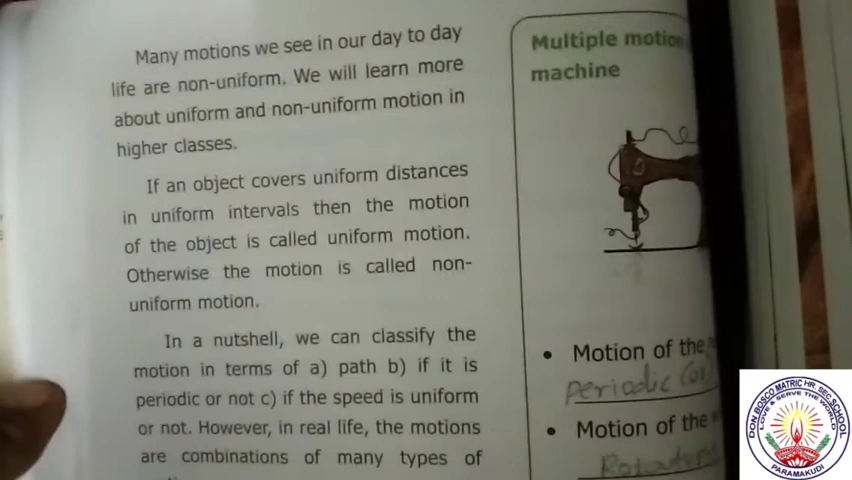 Many motions we see in our day to day
life are non-uniform. We will learn more
about uniform and non-uniform motion in
higher classes.
If an object covers uniform distances
in uniform intervals then the motion
of the object is called uniform motion.
Otherwise the motion is called non-
uniform motion.
In a nutshell, we can classify the
motion in terms of a) path b) if it is
periodic or not c) if the speed is uniform
or not. However, in real life, the motions
are combinations of many types of
Multiple motion
machine
• Motion of the
periodic
• Motion of the
DON BOSCO MATRIC HR. SEC. SCHOOL
LOVE & SERVE THE WORLD
PARAMAKUDI